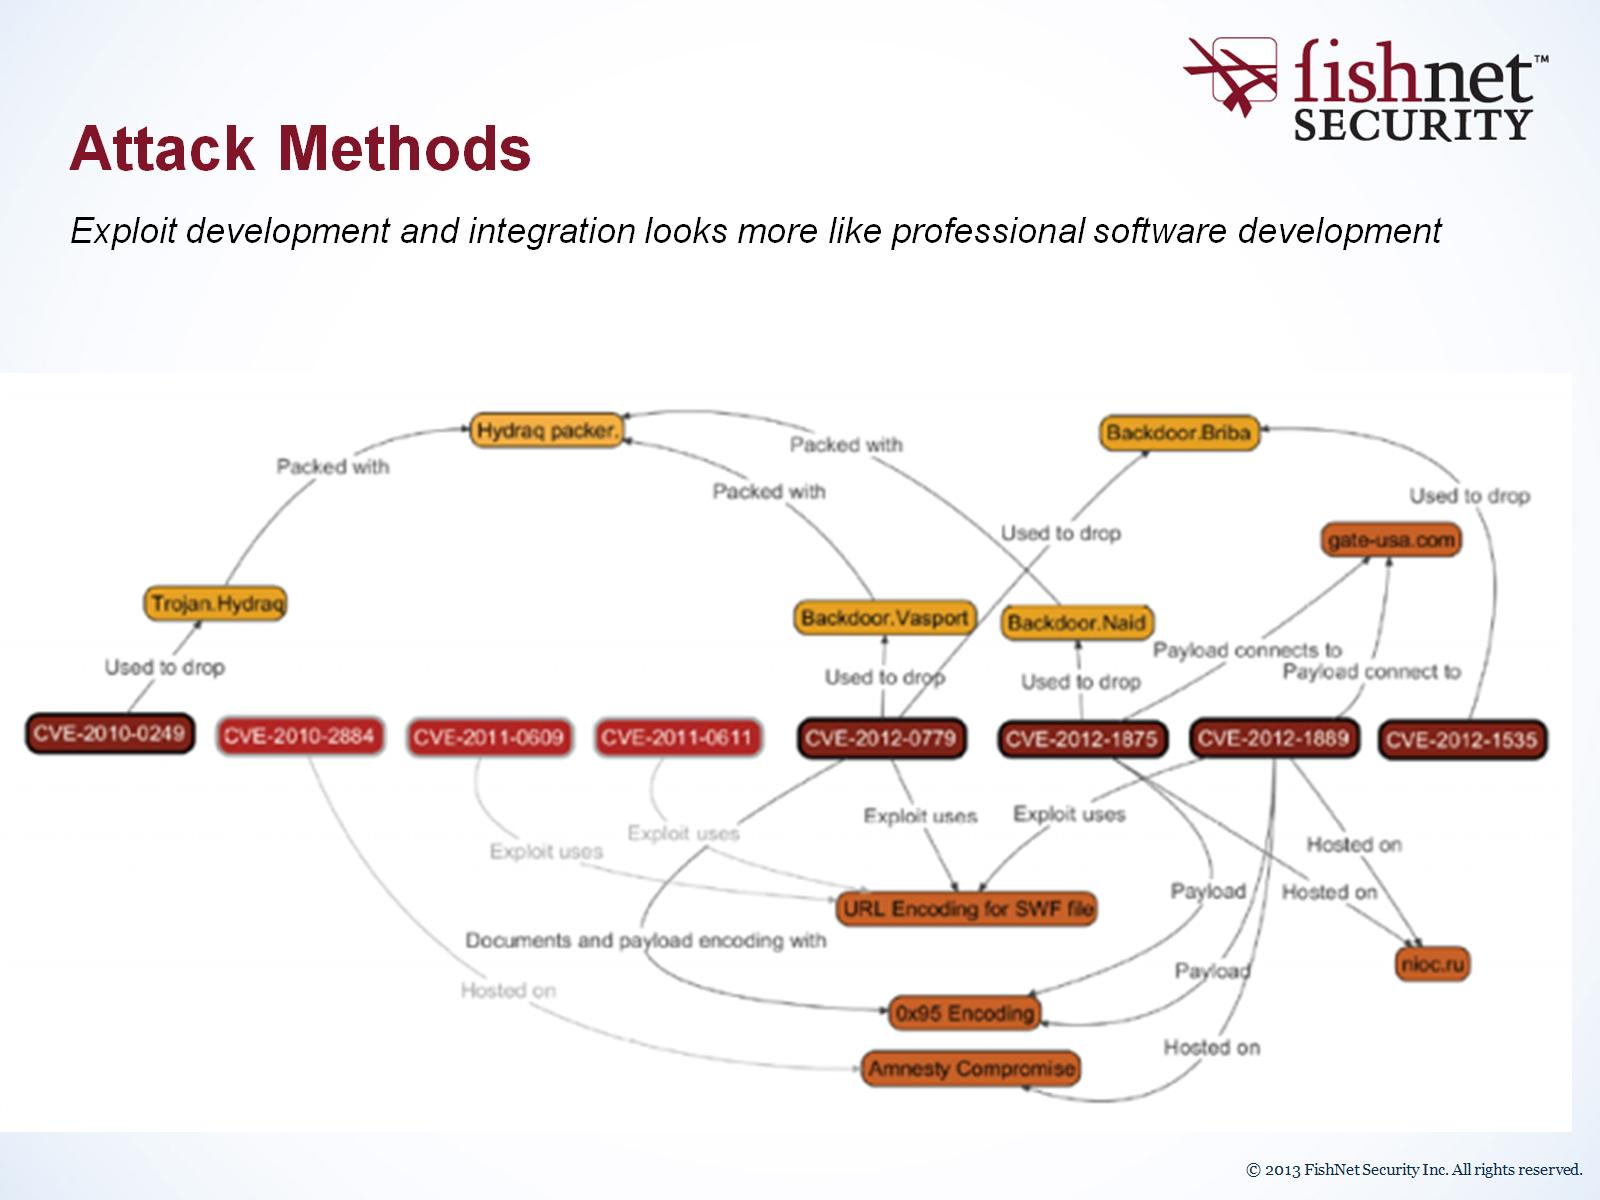 fishnet™
SECURITY
Attack Methods
Exploit development and integration looks more like professional software development
Hydraq packer.
Backdoor.Briba
Packed with
Packed with
Packed with
Used to drop
Used to drop
gate-usa.com
Trojan.Hydraq
Backdoor.Vasport
Backdoor.Naid
Payload connects to
Payload connect to
Used to drop
Used to drop
Used to drop
CVE-2010-0249
CVE-2010-2884
CVE-2011-0609
CVE-2011-0611
CVE-2012-0779
CVE-2012-1875
CVE-2012-1889
CVE-2012-1535
Exploit uses
Exploit uses
Exploit uses
Exploit uses
Hosted on
Hosted on
Payload
URL Encoding for SWF file
Documents and payload encoding with
nioc.ru
Payload
Hosted on
0x95 Encoding
Hosted on
Amnesty Compromise
© 2013 FishNet Security Inc. All rights reserved.